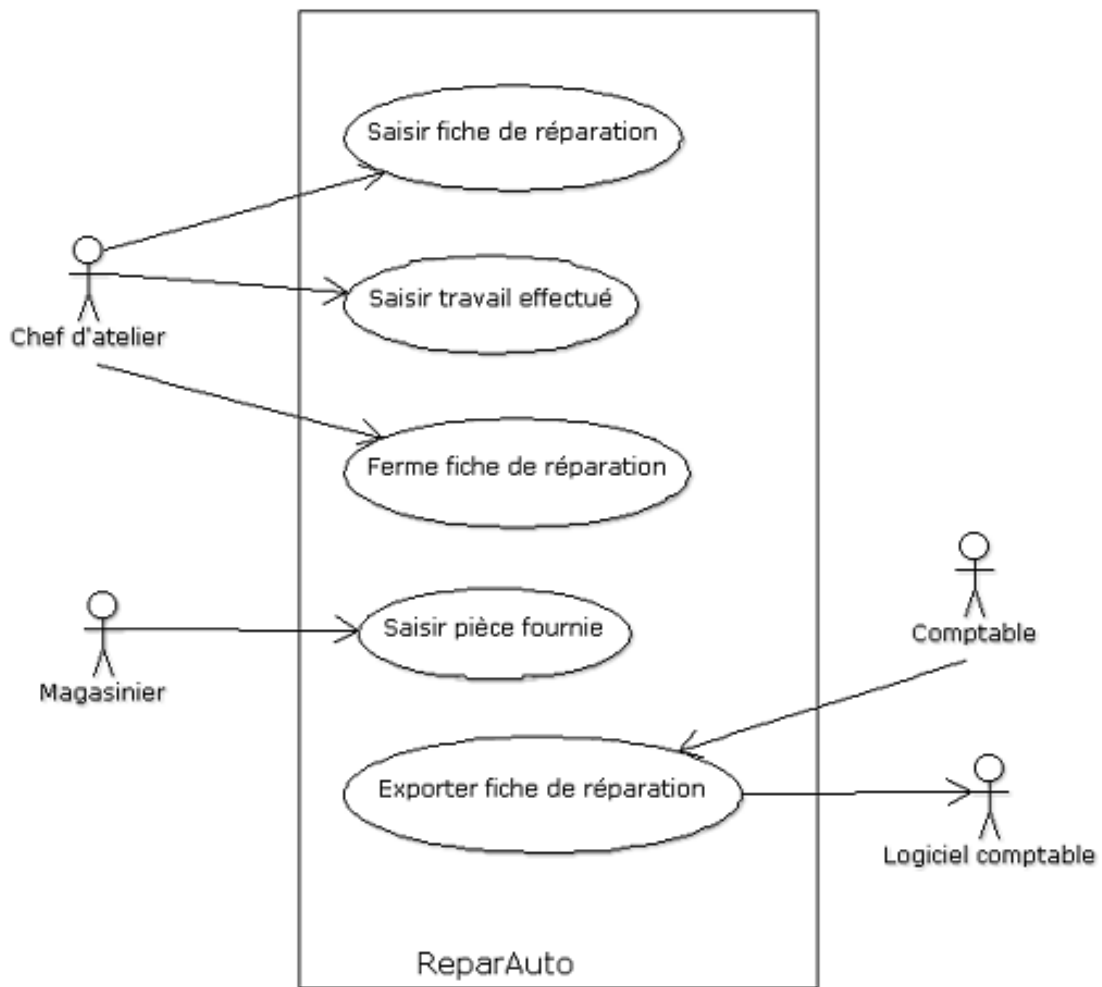 Saisir fiche de réparation
Saisir travail effectué
Chef d'atelier
Ferme fiche de réparation
Saisir pièce fournie
Comptable
Magasinier
Exporter fiche de réparation
Logiciel comptable
ReparAuto